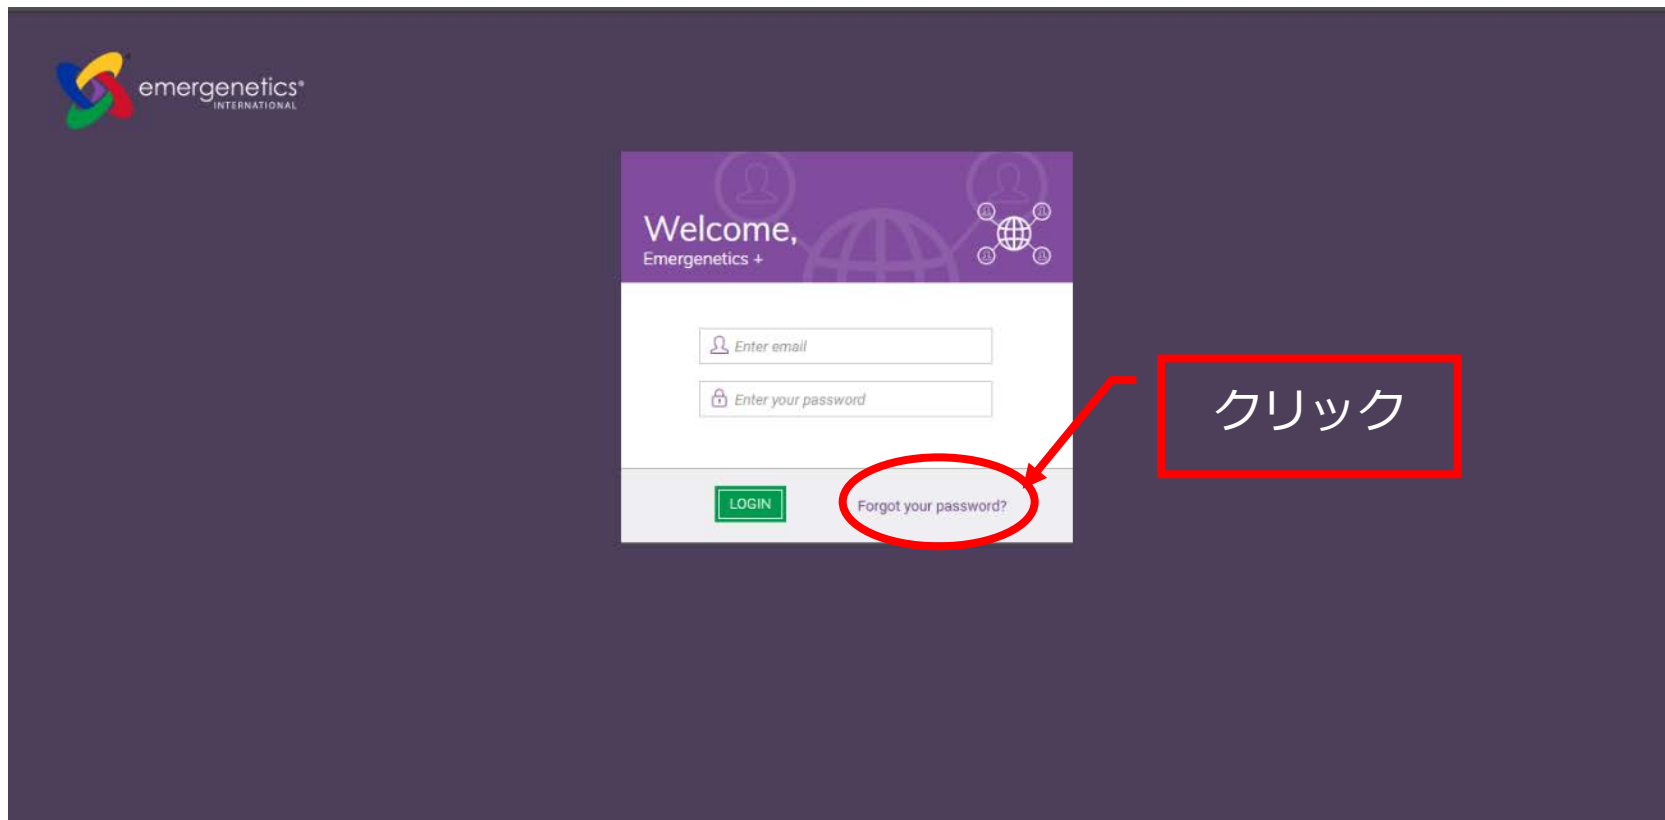 emergenetics®
INTERNATIONAL
Welcome,
Emergenetics +
Enter email
Enter your password
クリック
LOGIN
Forgot your password?